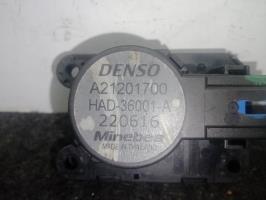 DENSO
A21201700
HAD-36001-A
220616
Minebea
MADE IN THAILAND